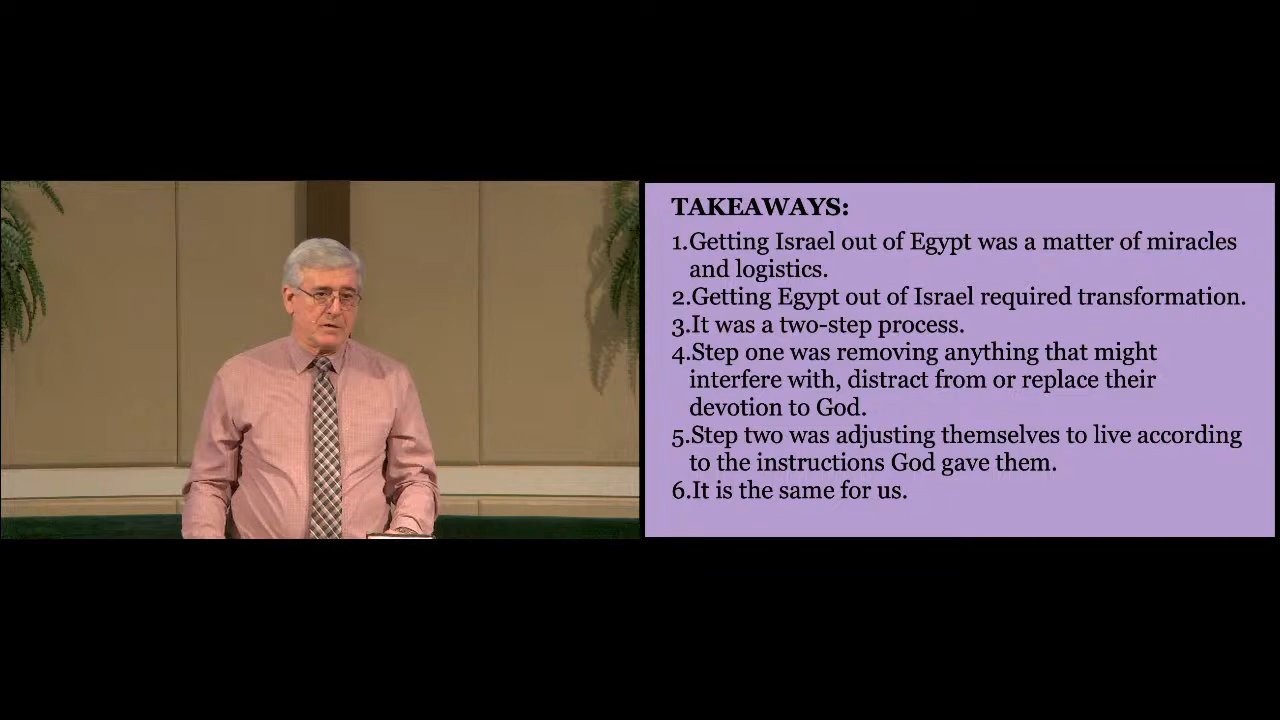 TAKEAWAYS:
1.Getting Israel out of Egypt was a matter of miracles
and logistics.
2.Getting Egypt out of Israel required transformation.
3.It was a two-step process.
4.Step one was removing anything that might
interfere with, distract from or replace their
devotion to God.
5.Step two was adjusting themselves to live according
to the instructions God gave them.
6.It is the same for us.